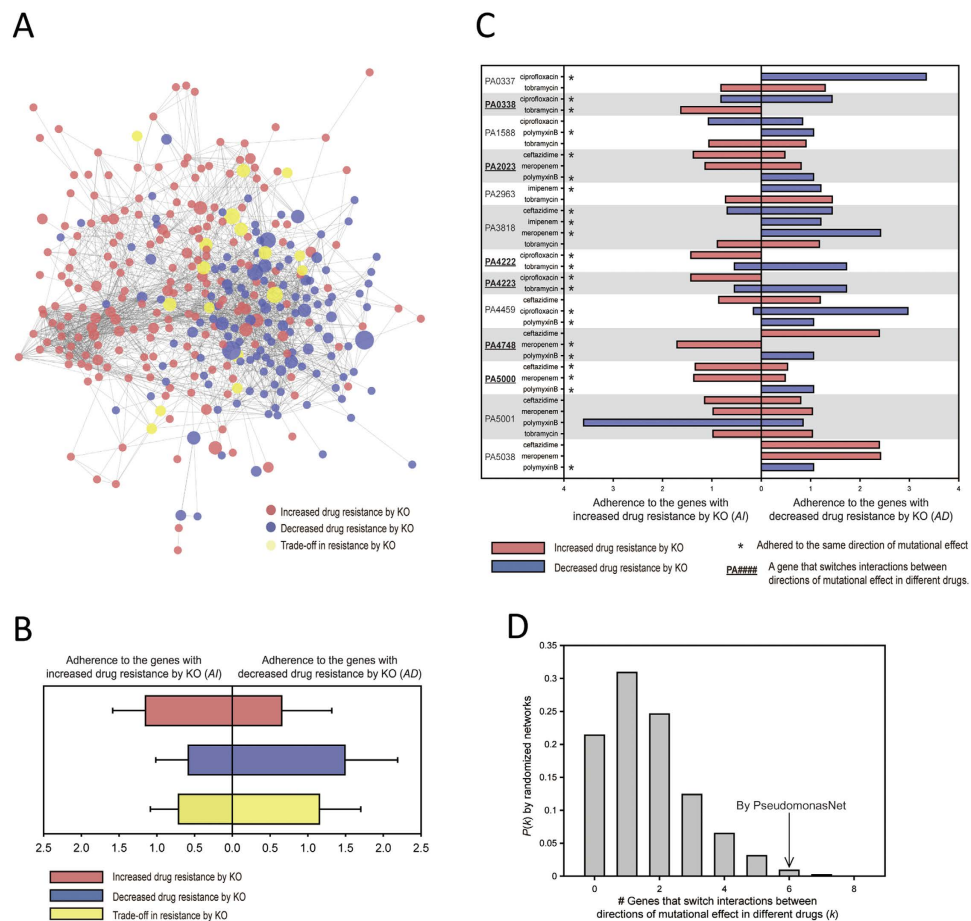 A
Increased drug resistance by KO
Decreased drug resistance by KO
Trade-off in resistance by KO
B
Adherence to the genes with
increased drug resistance by KO (AI)
Adherence to the genes with
decreased drug resistance by KO (AD)
2.5 2.0 1.5 1.0 0.5 0.0 0.5 1.0 1.5 2.0 2.5
Increased drug resistance by KO
Decreased drug resistance by KO
Trade-off in resistance by KO
C
PA0337
ciprofloxacin *
tobramycin
PA0338
ciprofloxacin *
tobramycin *
PA1588
ciprofloxacin
polymyxinB *
tobramycin
PA2023
ceftazidime *
meropenem
polymyxinB *
PA2963
imipenem *
tobramycin
PA3818
ceftazidime *
imipenem *
meropenem *
tobramycin
PA4222
ciprofloxacin *
tobramycin *
PA4223
ciprofloxacin *
tobramycin *
PA4459
ceftazidime
ciprofloxacin *
polymyxinB *
PA4748
ceftazidime
meropenem *
polymyxinB *
PA5000
ceftazidime *
meropenem *
polymyxinB *
PA5001
ceftazidime
meropenem
polymyxinB
tobramycin
PA5038
ceftazidime
meropenem
polymyxinB *
4 3 2 1 0 1 2 3 4
Adherence to the genes with
increased drug resistance by KO (AI)
Adherence to the genes with
decreased drug resistance by KO (AD)
Increased drug resistance by KO
Decreased drug resistance by KO
* Adhered to the same direction of mutational effect
PA#### A gene that switches interactions between
directions of mutational effect in different drugs.
D
P(k) by randomized networks
0.35
0.3
0.25
0.2
0.15
0.1
0.05
0
By PseudomonasNet
0 2 4 6 8
# Genes that switch interactions between
directions of mutational effect in different drugs (k)